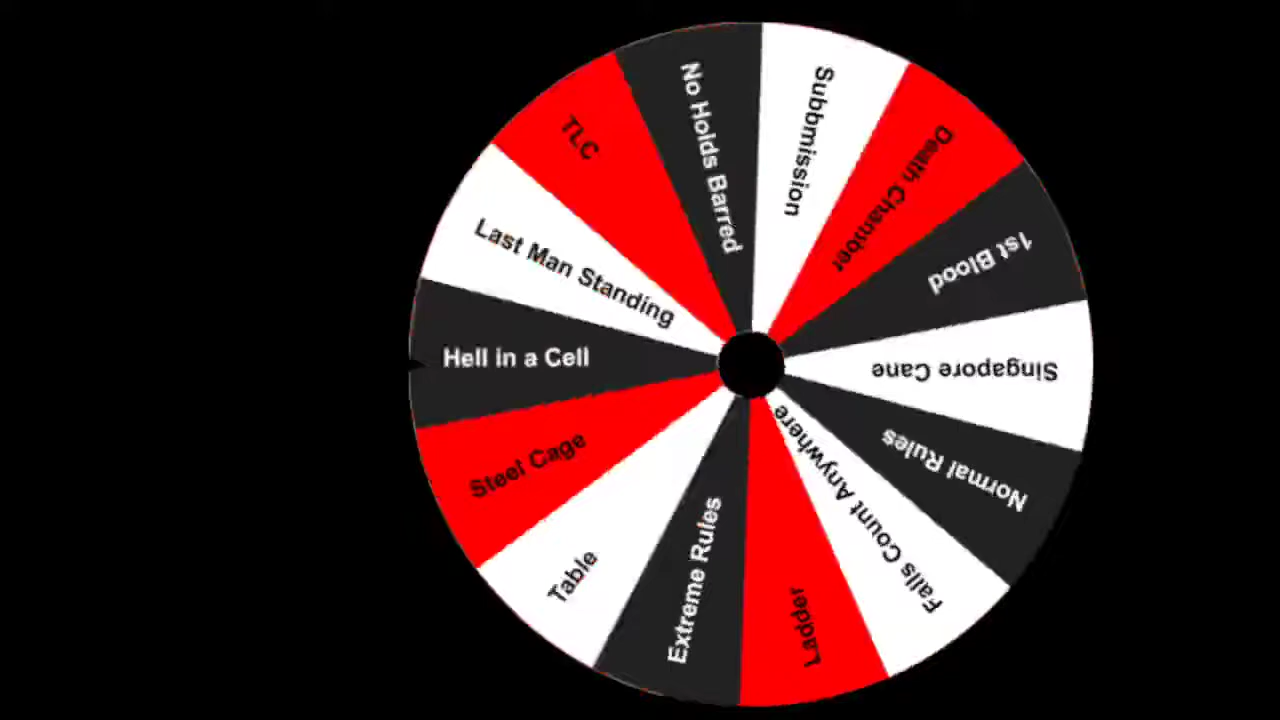 No Holds Barred
Subbmission
Death Chamber
1st Blood
Singapore Cane
Normal Rules
Falls Count Anywhere
Ladder
Extreme Rules
Table
Steel Cage
Hell in a Cell
Last Man Standing
TLC